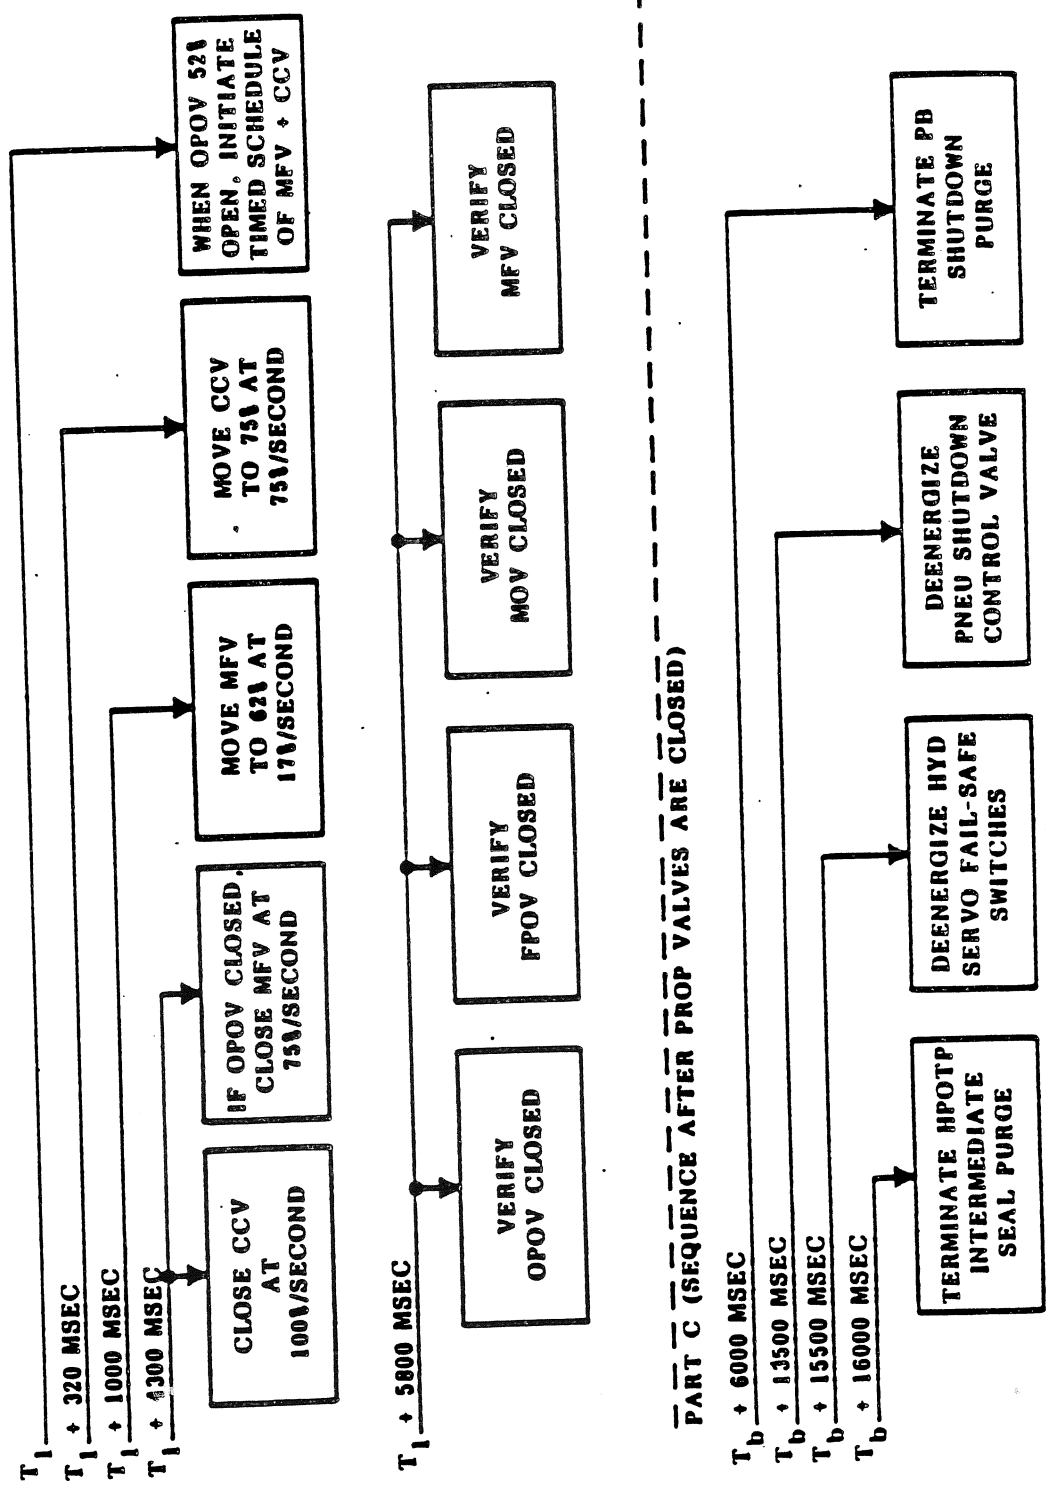 T1
T1 + 320 MSEC
T1 + 1000 MSEC
T1 + 4300 MSEC
CLOSE CCV
AT
100%/SECOND
IF OPOV CLOSED,
CLOSE MFV AT
75%/SECOND
MOVE MFV
TO 62% AT
17%/SECOND
MOVE CCV
TO 75% AT
75%/SECOND
WHEN OPOV 52%
OPEN, INITIATE
TIMED SCHEDULE
OF MFV + CCV
T1 + 5800 MSEC
VERIFY
OPOV CLOSED
VERIFY
FPOV CLOSED
VERIFY
MOV CLOSED
VERIFY
MFV CLOSED
PART C (SEQUENCE AFTER PROP VALVES ARE CLOSED)
Tb + 6000 MSEC
Tb + 13500 MSEC
Tb + 15500 MSEC
Tb + 16000 MSEC
TERMINATE HPOTP
INTERMEDIATE
SEAL PURGE
DEENERGIZE HYD
SERVO FAIL-SAFE
SWITCHES
DEENERGIZE
PNEU SHUTDOWN
CONTROL VALVE
TERMINATE PB
SHUTDOWN
PURGE